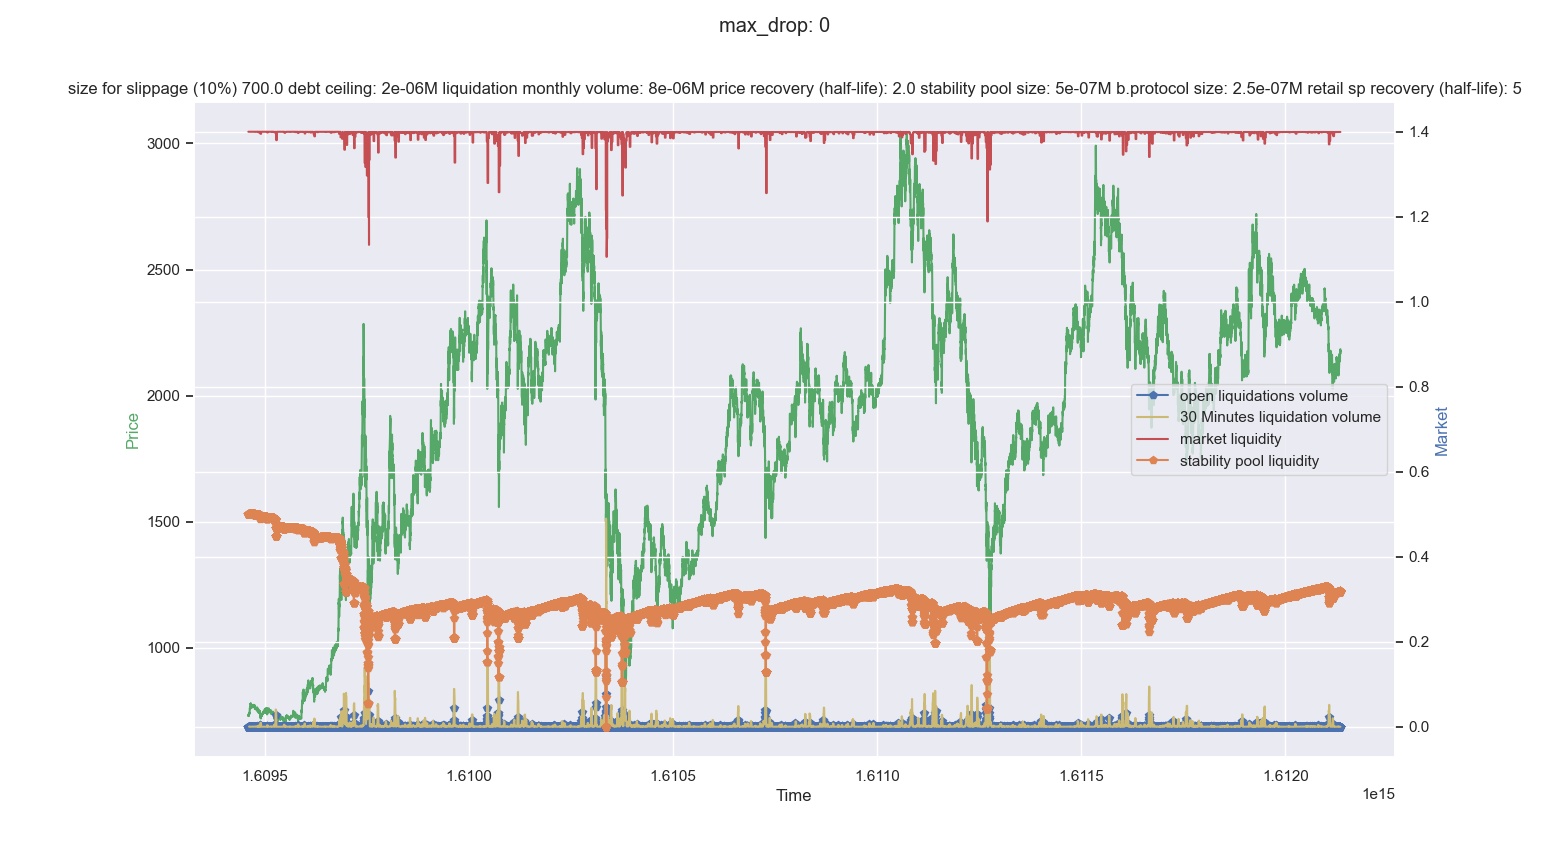 max_drop: 0
size for slippage (10%) 700.0 debt ceiling: 2e-06M liquidation monthly volume: 8e-06M price recovery (half-life): 2.0 stability pool size: 5e-07M b.protocol size: 2.5e-07M retail sp recovery (half-life): 5
3000
2500
2000
1500
1000
Price
1.4
1.2
1.0
0.8
0.6
0.4
0.2
0.0
Market
open liquidations volume
30 Minutes liquidation volume
market liquidity
stability pool liquidity
1.6095 1.6100 1.6105 1.6110 1.6115 1.6120
Time
1e15